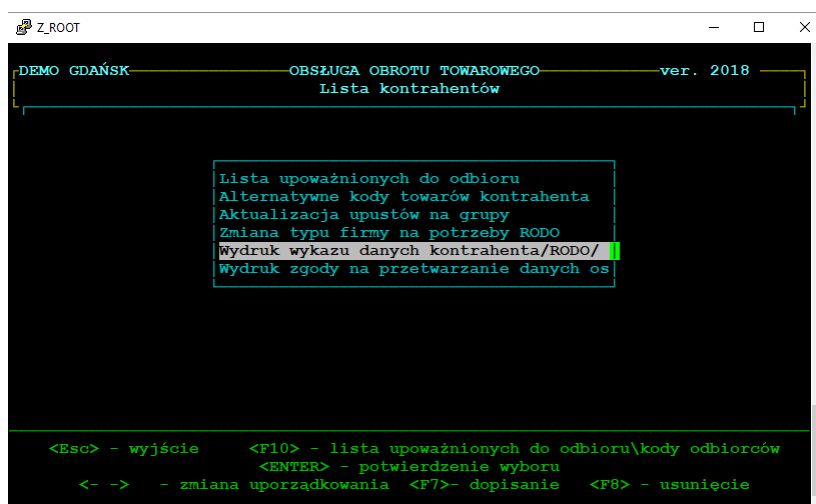 Z_ROOT
DEMO GDAŃSK OBSŁUGA OBROTU TOWAROWEGO ver. 2018
Lista kontrahentów
Lista upoważnionych do odbioru
Alternatywne kody towarów kontrahenta
Aktualizacja upustów na grupy
Zmiana typu firmy na potrzeby RODO
Wydruk wykazu danych kontrahenta/RODO/
Wydruk zgody na przetwarzanie danych os
<Esc> - wyjście <F10> - lista upoważnionych do odbioru\kody odbiorców
<ENTER> - potwierdzenie wyboru
<- -> - zmiana uporządkowania <F7>- dopisanie <F8> - usunięcie